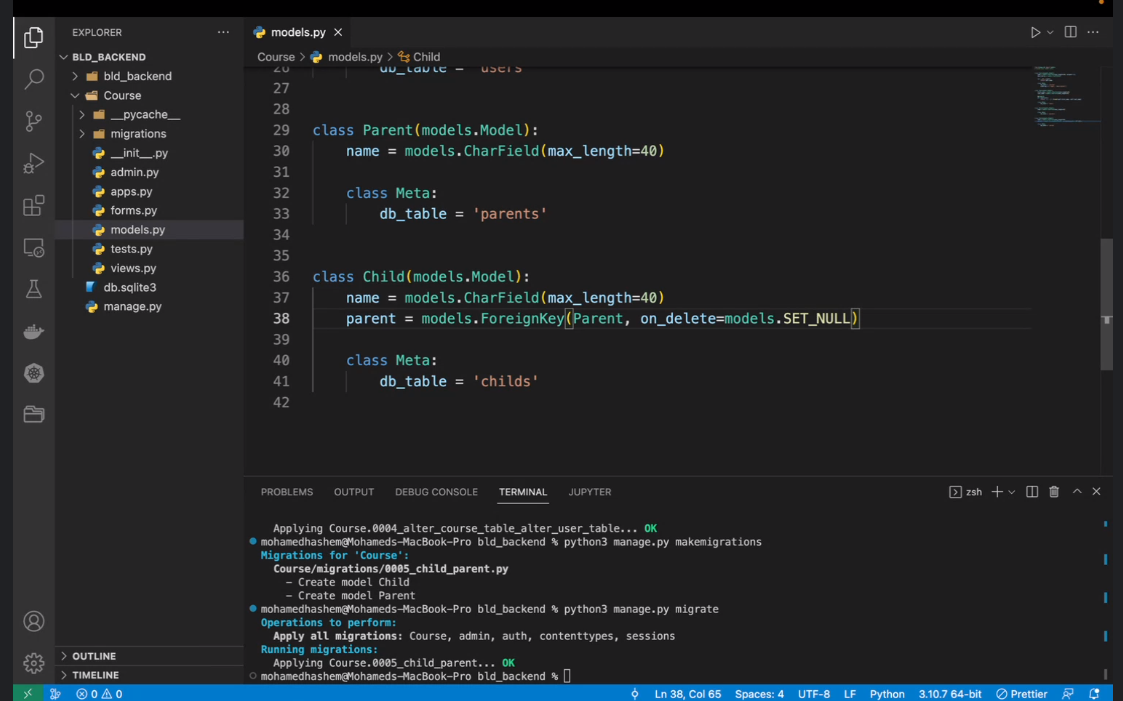 EXPLORER
BLD_BACKEND
bld_backend
Course
__pycache__
migrations
__init__.py
admin.py
apps.py
forms.py
models.py
tests.py
views.py
db.sqlite3
manage.py
OUTLINE
TIMELINE
models.py
Course > models.py > Child
26 db_table = 'users'
27
28
29 class Parent(models.Model):
30 name = models.CharField(max_length=40)
31
32 class Meta:
33 db_table = 'parents'
34
35
36 class Child(models.Model):
37 name = models.CharField(max_length=40)
38 parent = models.ForeignKey(Parent, on_delete=models.SET_NULL)
39
40 class Meta:
41 db_table = 'childs'
42
PROBLEMS OUTPUT DEBUG CONSOLE TERMINAL JUPYTER zsh
Applying Course.0004_alter_course_table_alter_user_table... OK
mohamedhashem@Mohameds-MacBook-Pro bld_backend % python3 manage.py makemigrations
Migrations for 'Course':
Course/migrations/0005_child_parent.py
- Create model Child
- Create model Parent
mohamedhashem@Mohameds-MacBook-Pro bld_backend % python3 manage.py migrate
Operations to perform:
Apply all migrations: Course, admin, auth, contenttypes, sessions
Running migrations:
Applying Course.0005_child_parent... OK
mohamedhashem@Mohameds-MacBook-Pro bld_backend %
0 0 Ln 38, Col 65 Spaces: 4 UTF-8 LF Python 3.10.7 64-bit Prettier